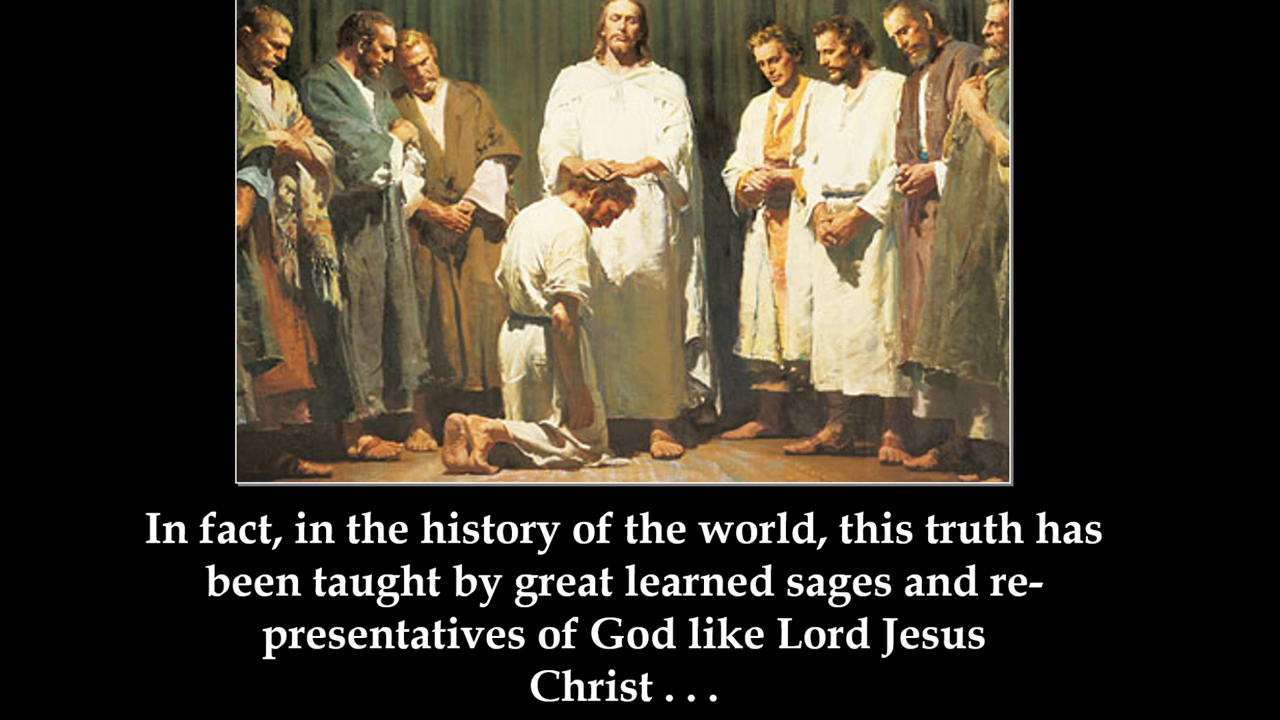 In fact, in the history of the world, this truth has
been taught by great learned sages and re-
presentatives of God like Lord Jesus
Christ . . .